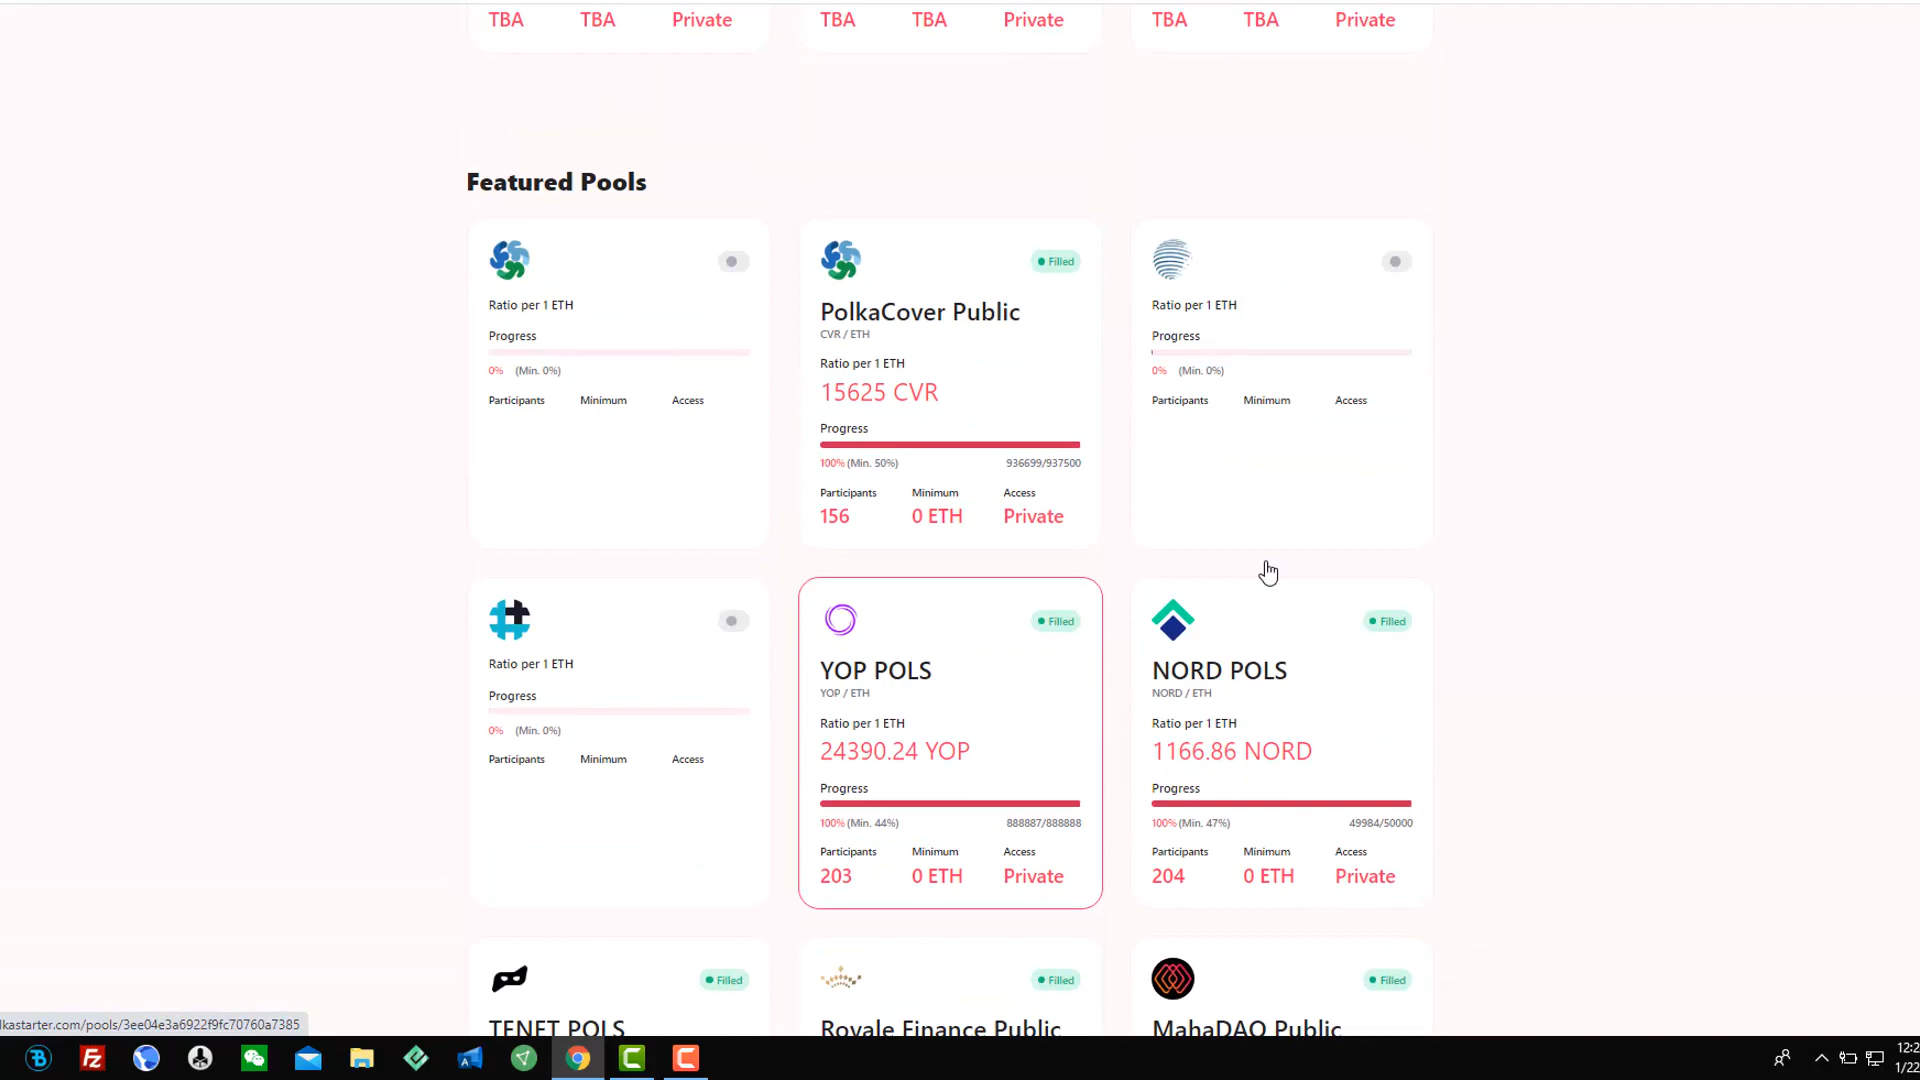 TBA TBA Private TBA TBA Private TBA TBA Private
Featured Pools
Ratio per 1 ETH
Progress
0% (Min. 0%)
Participants Minimum Access
Filled
PolkaCover Public
CVR / ETH
Ratio per 1 ETH
15625 CVR
Progress
100% (Min. 50%) 936699/937500
Participants Minimum Access
156 0 ETH Private
Ratio per 1 ETH
Progress
0% (Min. 0%)
Participants Minimum Access
Ratio per 1 ETH
Progress
0% (Min. 0%)
Participants Minimum Access
Filled
YOP POLS
YOP / ETH
Ratio per 1 ETH
24390.24 YOP
Progress
100% (Min. 44%) 888887/888888
Participants Minimum Access
203 0 ETH Private
Filled
NORD POLS
NORD / ETH
Ratio per 1 ETH
1166.86 NORD
Progress
100% (Min. 47%) 49984/50000
Participants Minimum Access
204 0 ETH Private
Filled
TENET POLS
Filled
Royale Finance Public
Filled
MahaDAO Public
lkastarter.com/pools/3ee04e3a6922f9fc70760a7385
12:2
1/22